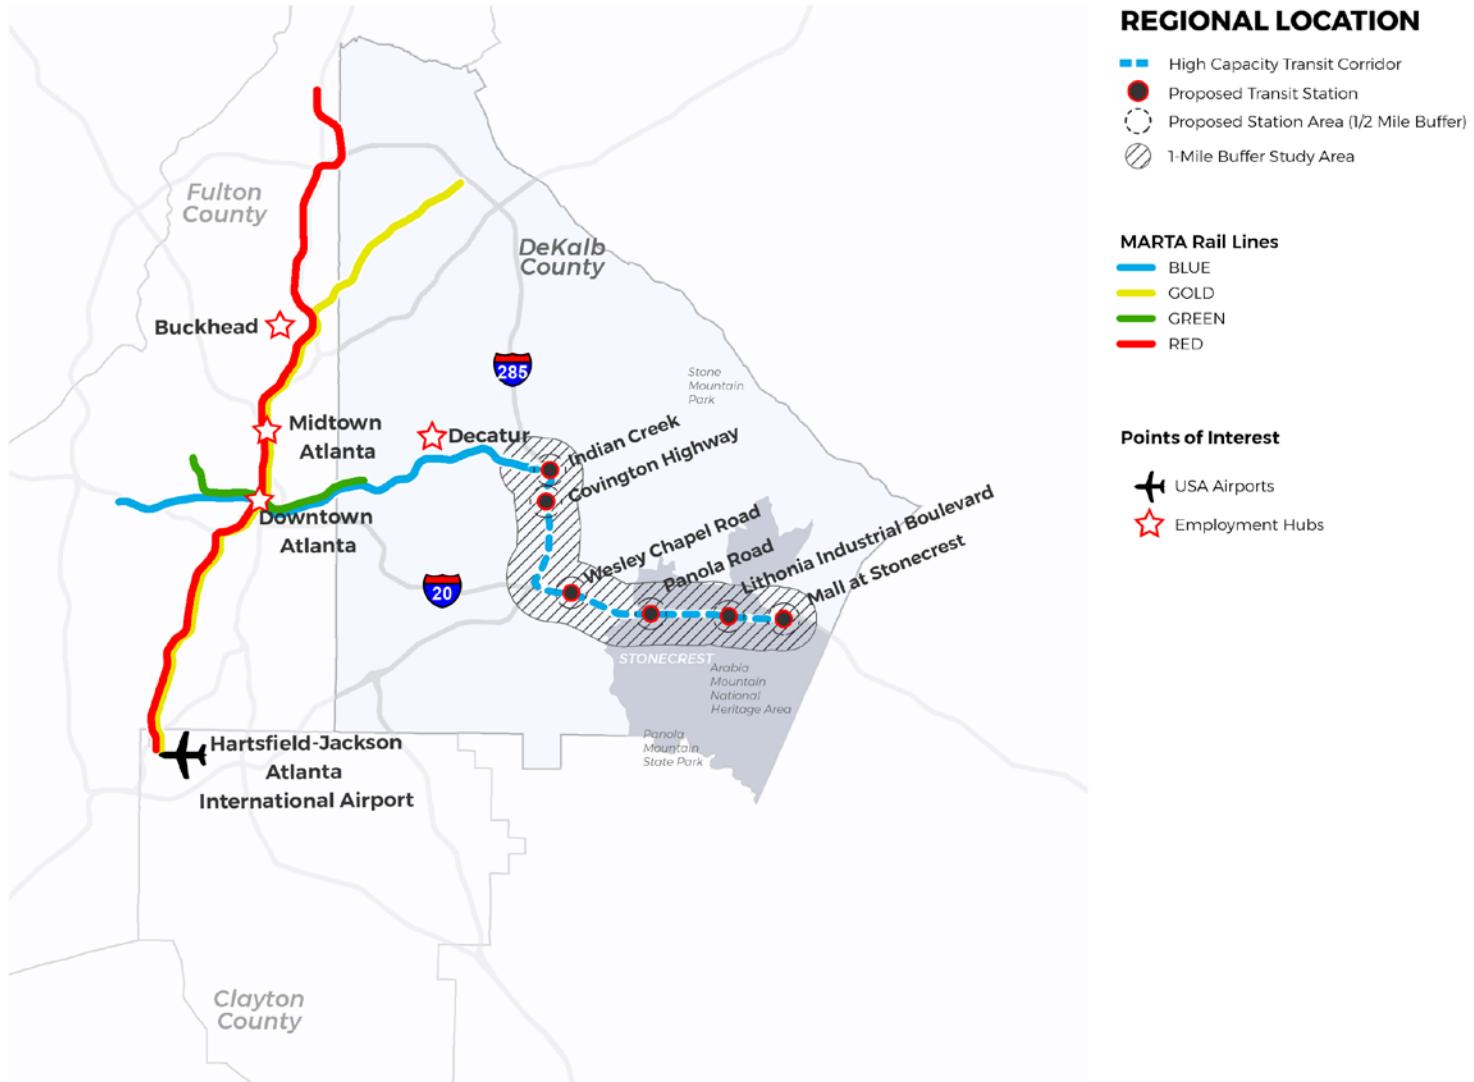 REGIONAL LOCATION
High Capacity Transit Corridor
Proposed Transit Station
Proposed Station Area (1/2 Mile Buffer)
1-Mile Buffer Study Area
MARTA Rail Lines
BLUE
GOLD
GREEN
RED
Points of Interest
USA Airports
Employment Hubs
Fulton
County
DeKalb
County
Buckhead
285
Stone
Mountain
Park
Midtown
Atlanta
Decatur
Indian Creek
Covington Highway
Downtown
Atlanta
Wesley Chapel Road
Panola Road
Lithonia Industrial Boulevard
Mall at Stonecrest
20
STONECREST
Arabia
Mountain
National
Heritage Area
Panola
Mountain
State Park
Hartsfield-Jackson
Atlanta
International Airport
Clayton
County